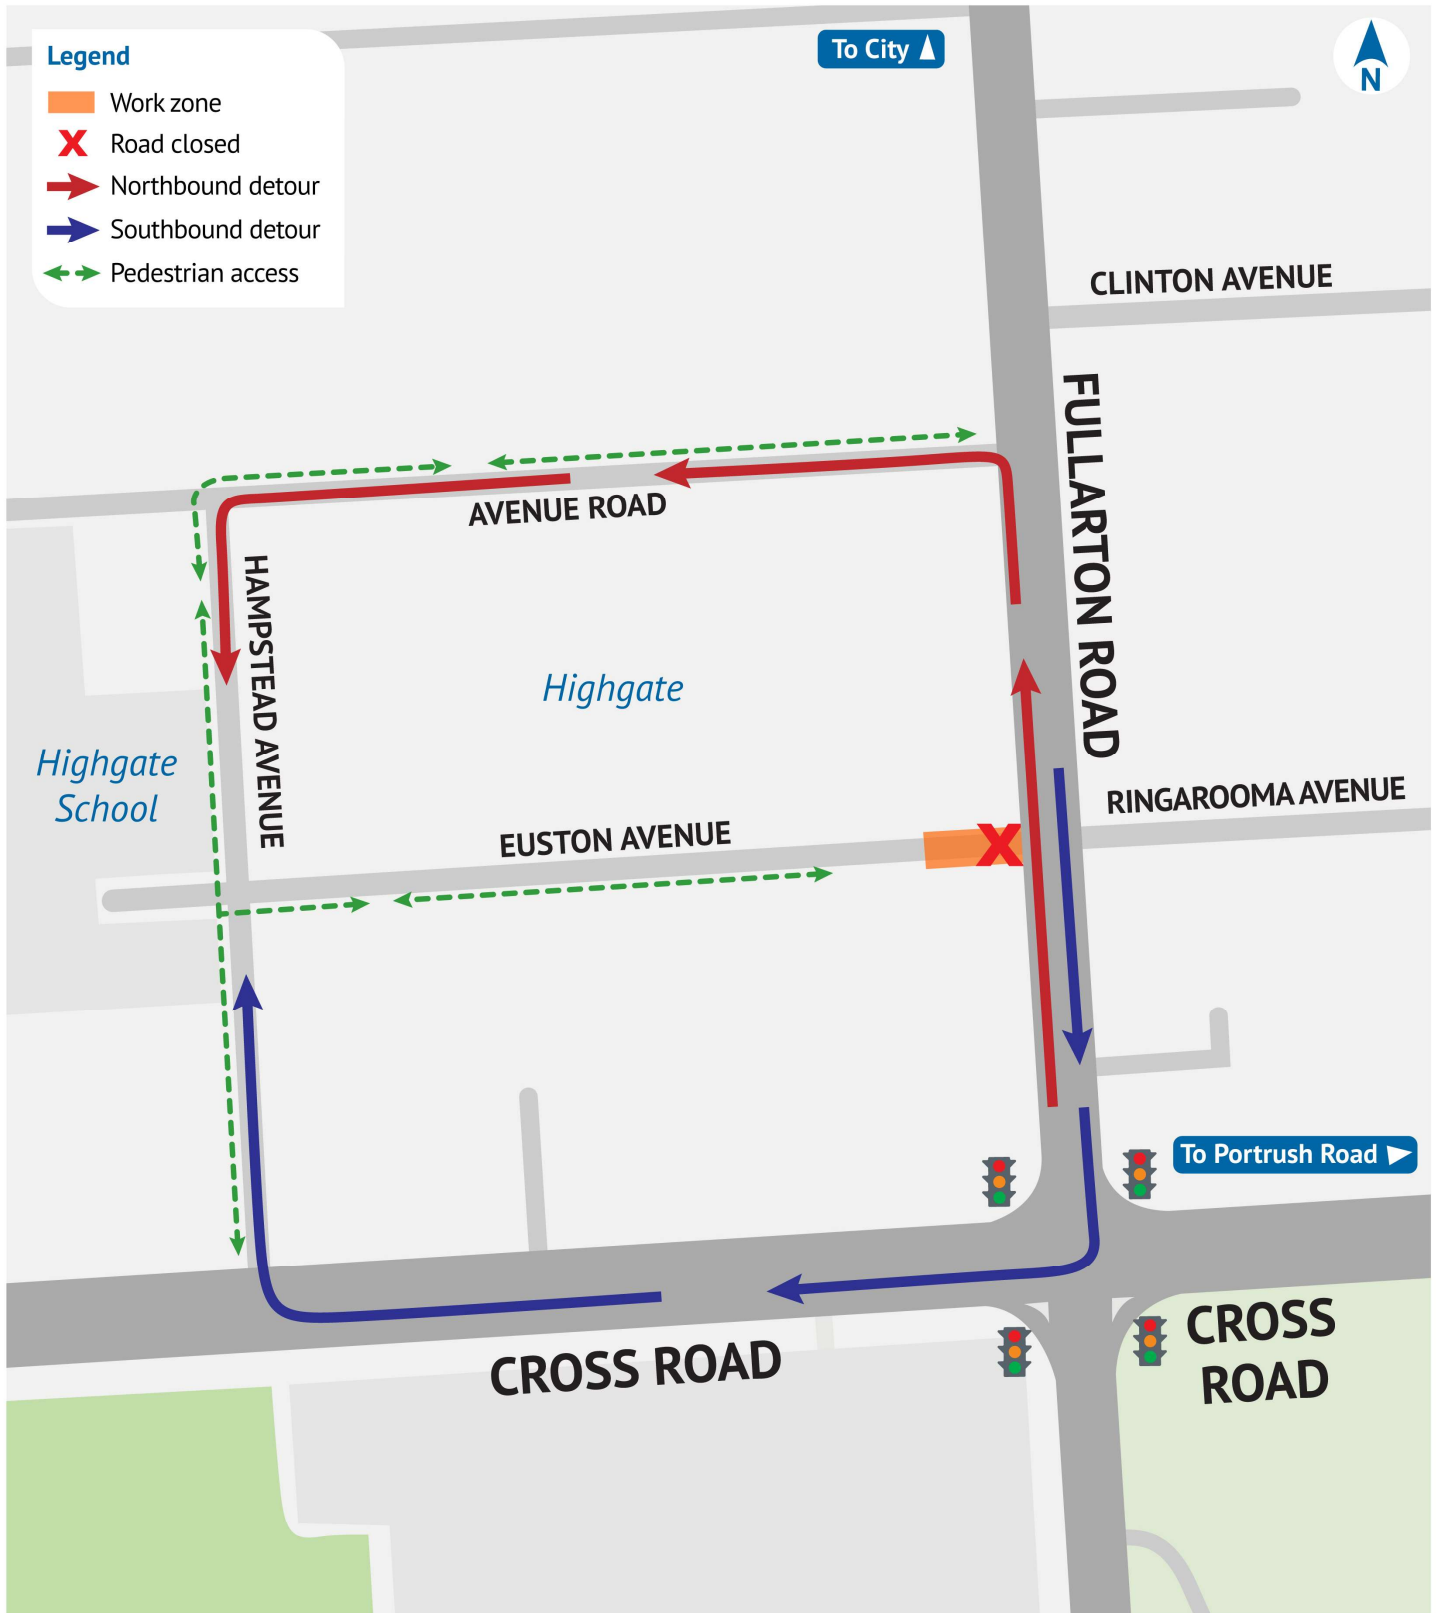 Legend
Work zone
Road closed
Northbound detour
Southbound detour
Pedestrian access
To City
N
CLINTON AVENUE
FULLARTON ROAD
AVENUE ROAD
HAMPSTEAD AVENUE
Highgate
Highgate
School
EUSTON AVENUE
RINGAROOMA AVENUE
To Portrush Road
CROSS ROAD
CROSS
ROAD